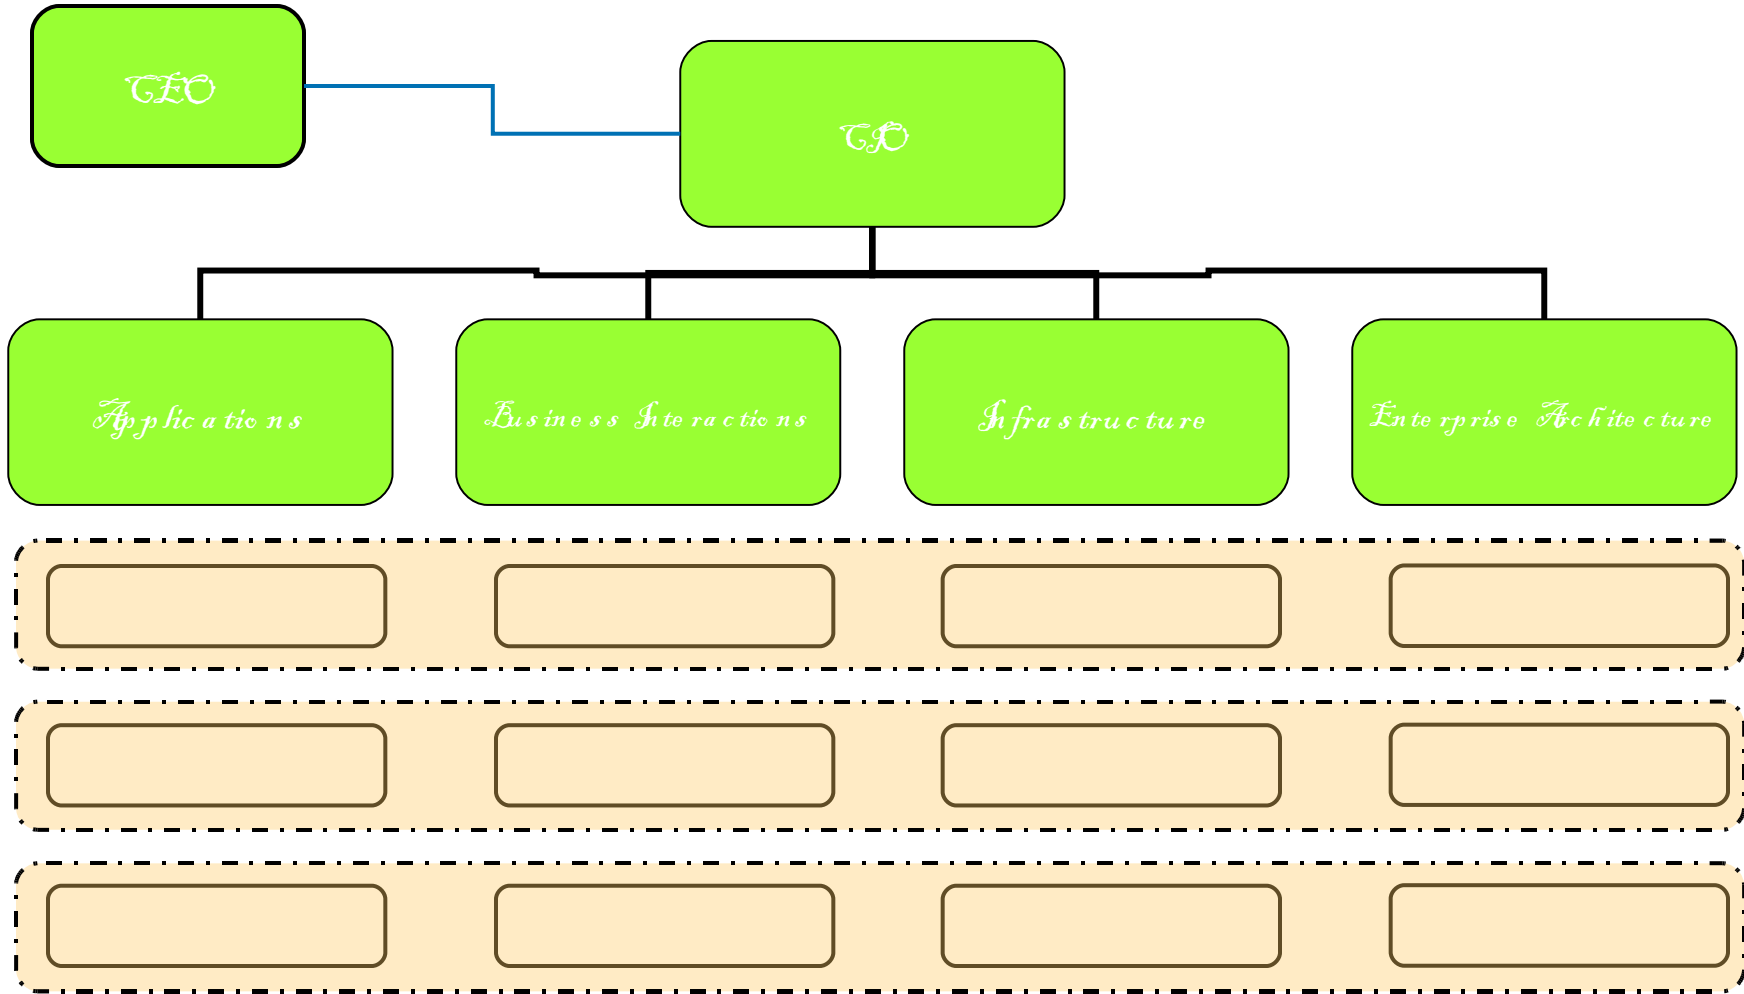 CEO
CIO
Applications
Business Interactions
Infrastructure
Enterprise Architecture